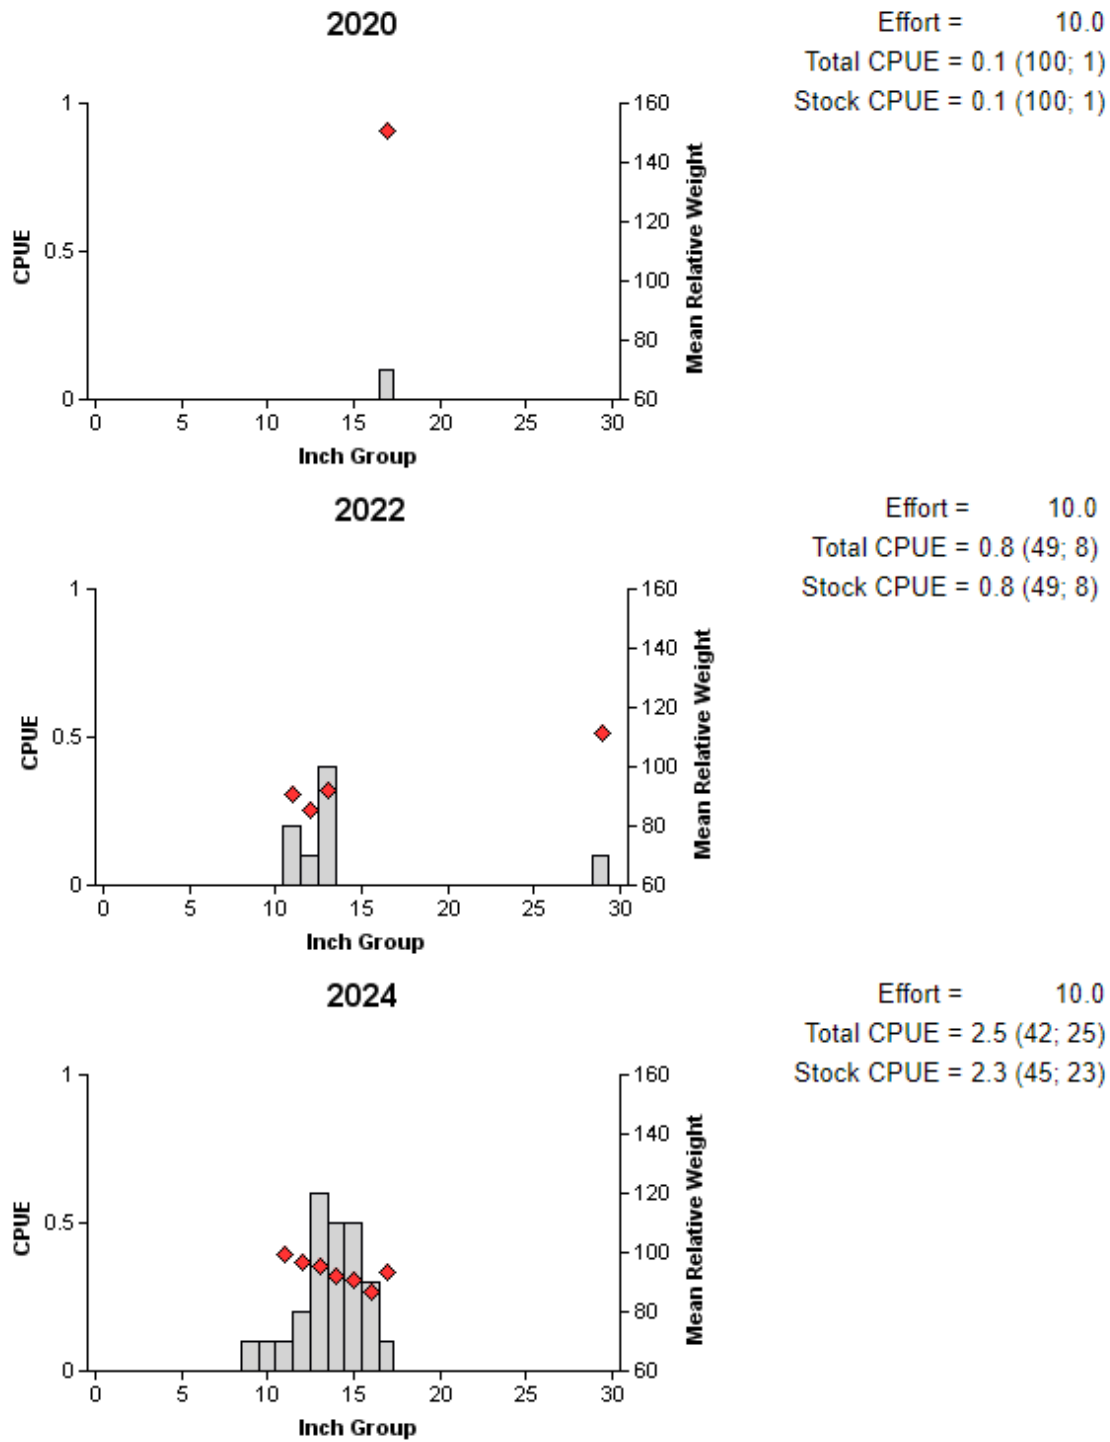 2020
Effort = 10.0
Total CPUE = 0.1 (100; 1)
Stock CPUE = 0.1 (100; 1)
1
0.5
0
CPUE
160
140
120
100
80
60
Mean Relative Weight
0 5 10 15 20 25 30
Inch Group
2022
Effort = 10.0
Total CPUE = 0.8 (49; 8)
Stock CPUE = 0.8 (49; 8)
1
0.5
0
CPUE
160
140
120
100
80
60
Mean Relative Weight
0 5 10 15 20 25 30
Inch Group
2024
Effort = 10.0
Total CPUE = 2.5 (42; 25)
Stock CPUE = 2.3 (45; 23)
1
0.5
0
CPUE
160
140
120
100
80
60
Mean Relative Weight
0 5 10 15 20 25 30
Inch Group